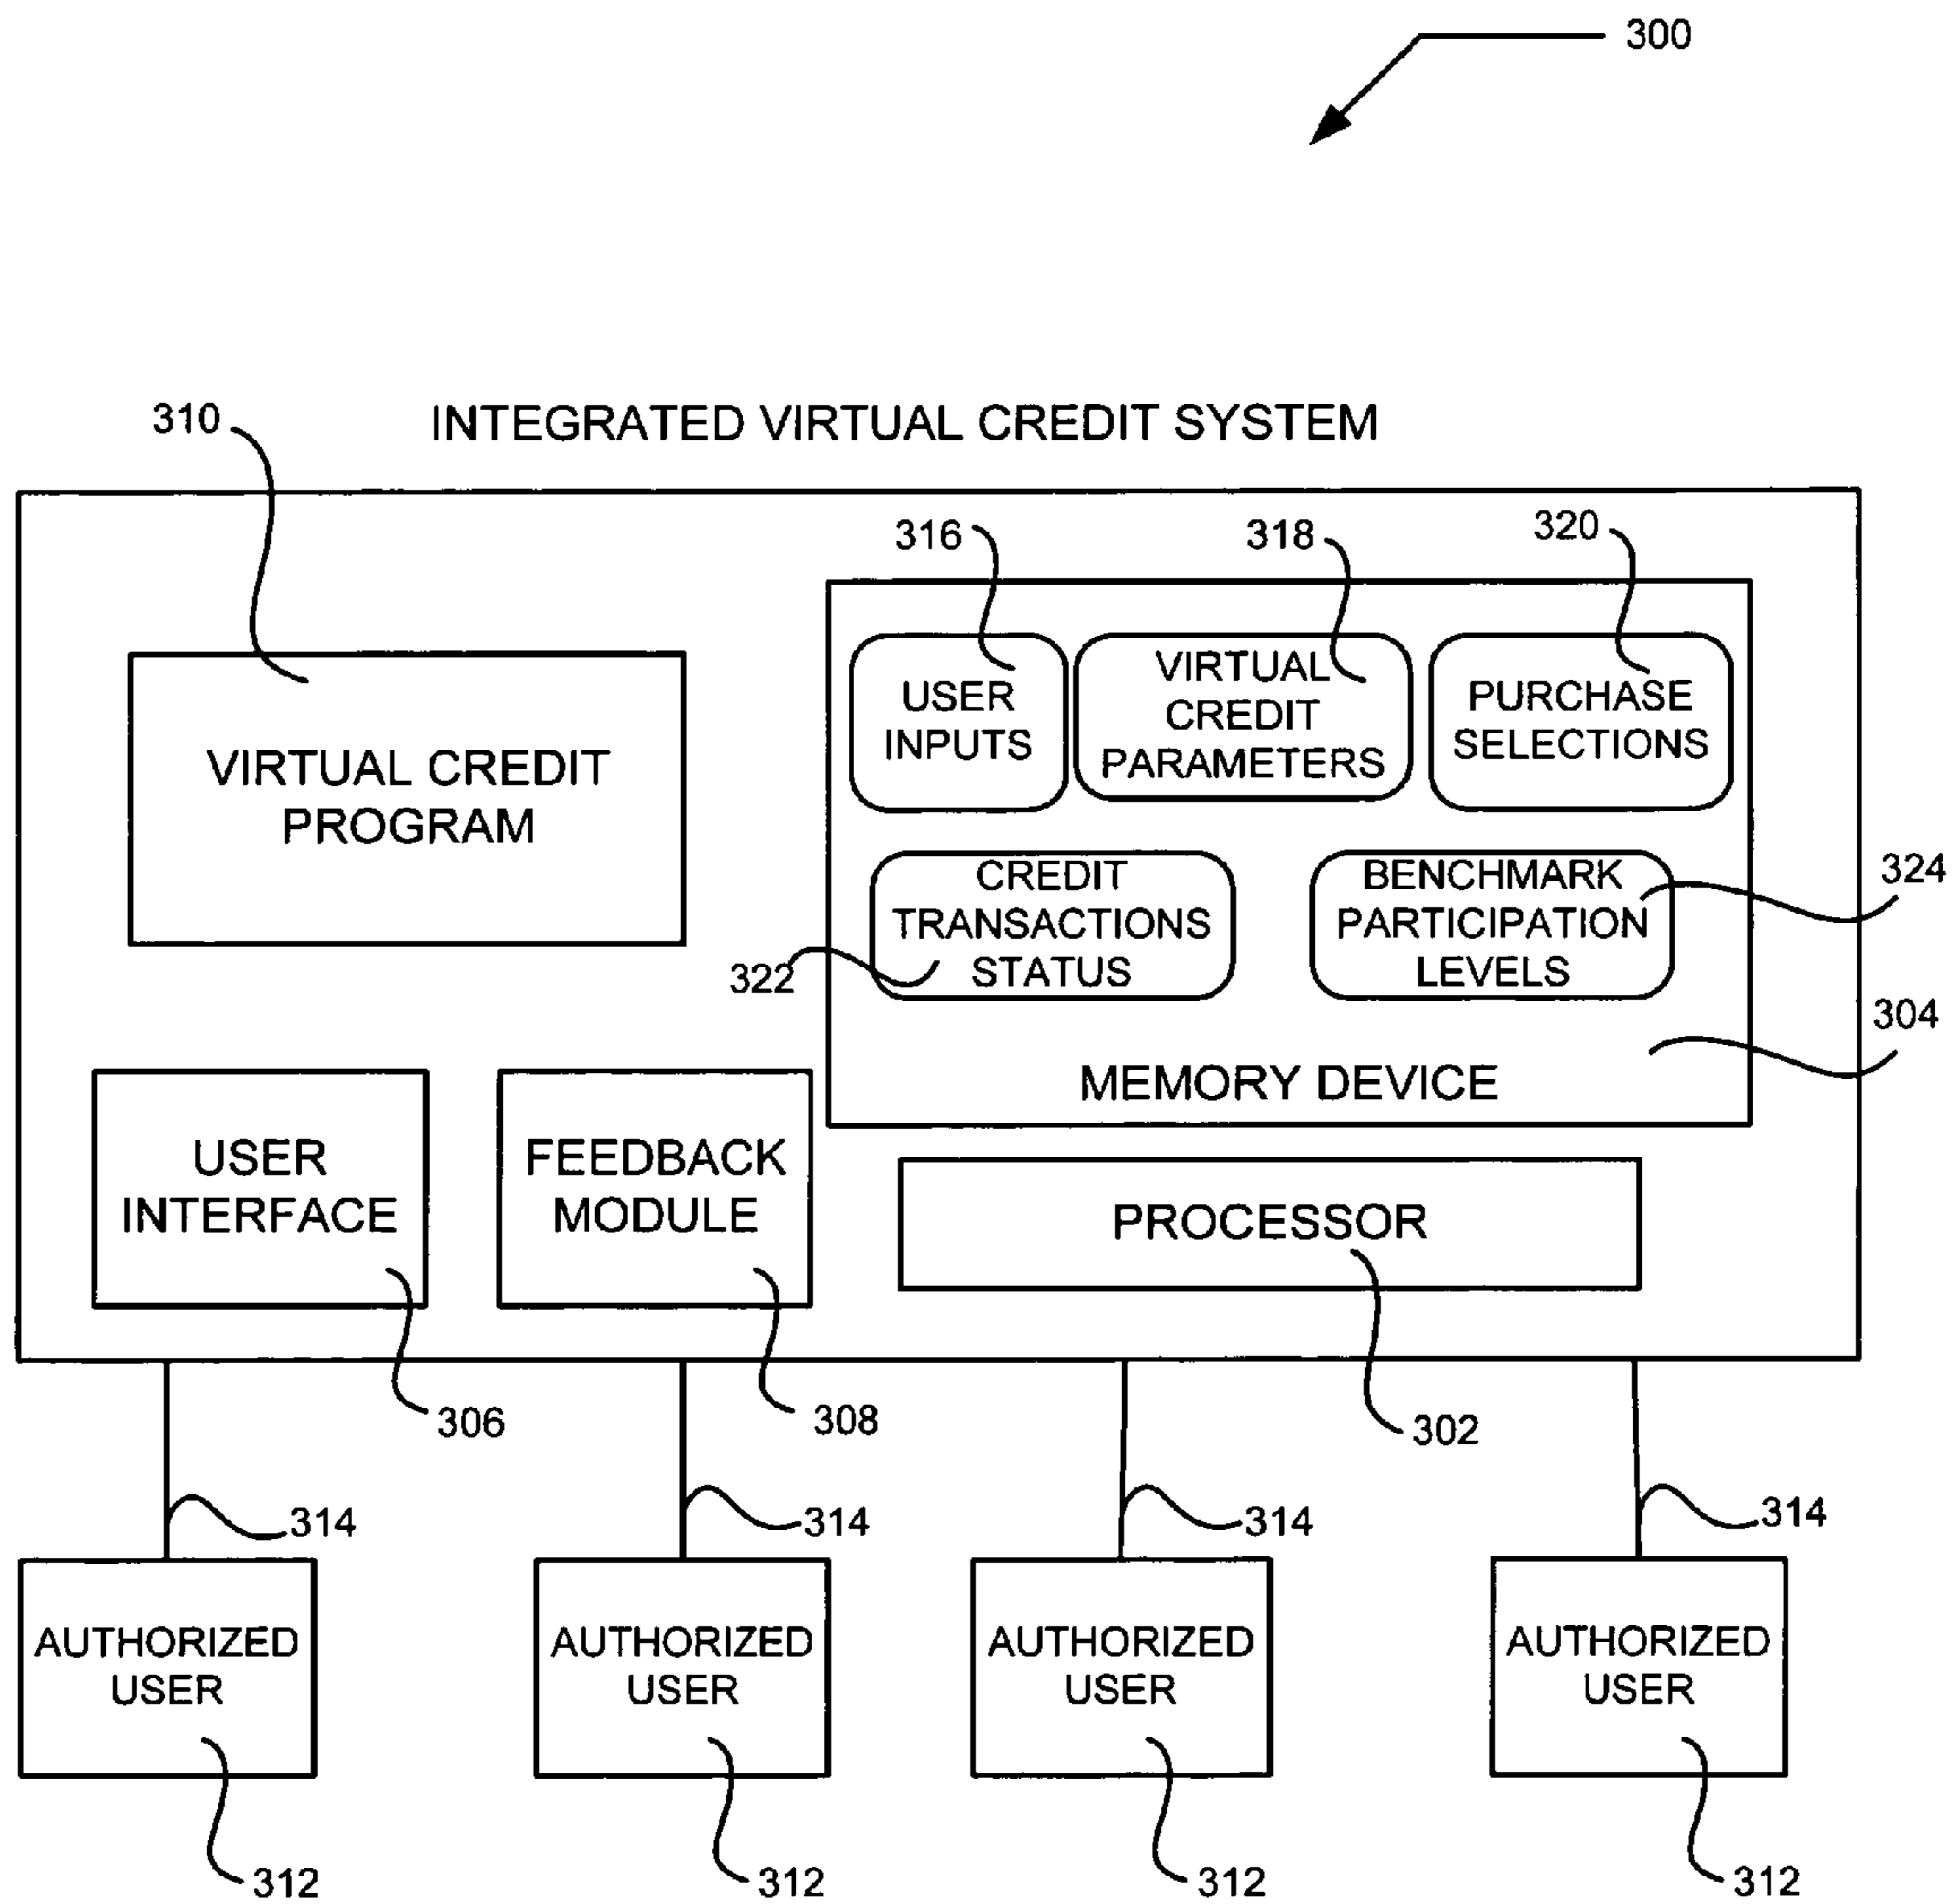 300
310
INTEGRATED VIRTUAL CREDIT SYSTEM
316
318
320
VIRTUAL CREDIT
PROGRAM
USER
INPUTS
VIRTUAL
CREDIT
PARAMETERS
PURCHASE
SELECTIONS
CREDIT
TRANSACTIONS
STATUS
322
BENCHMARK
PARTICIPATION
LEVELS
324
304
MEMORY DEVICE
USER
INTERFACE
FEEDBACK
MODULE
PROCESSOR
306
308
302
314
314
314
314
AUTHORIZED
USER
AUTHORIZED
USER
AUTHORIZED
USER
AUTHORIZED
USER
312
312
312
312